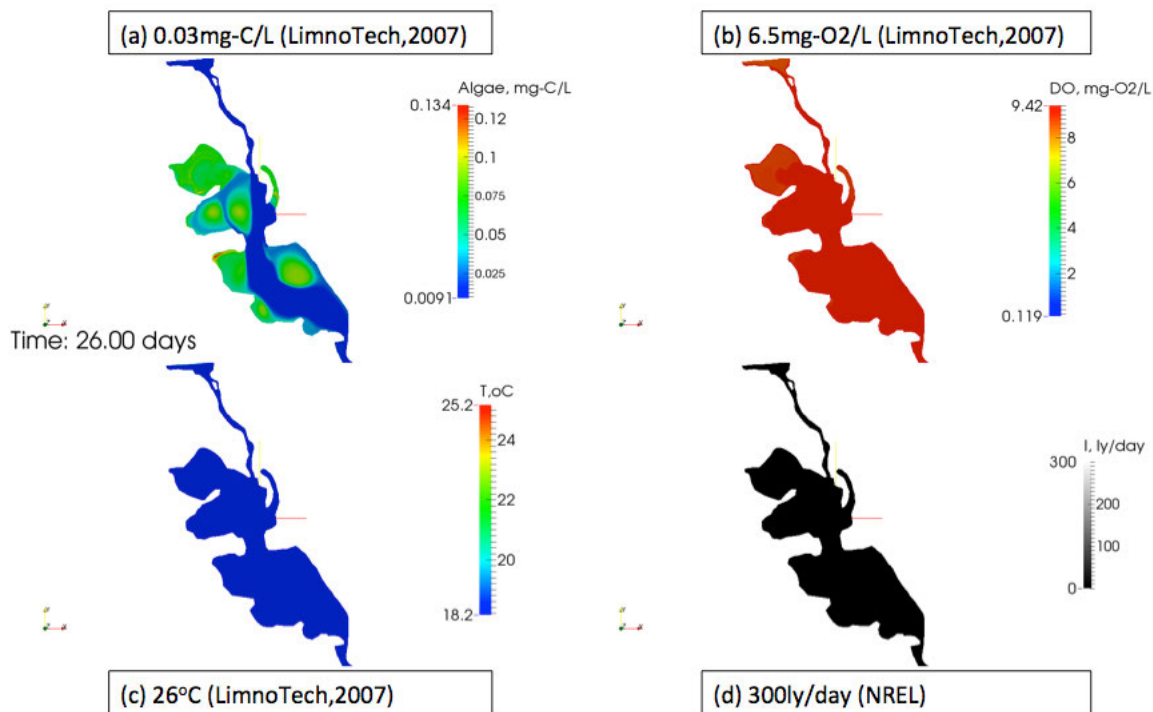 (a) 0.03mg-C/L (LimnoTech,2007)
(b) 6.5mg-O2/L (LimnoTech,2007)
Algae, mg-C/L
0.134
0.12
0.1
0.075
0.05
0.025
0.0091
DO, mg-O2/L
9.42
8
6
4
2
0.119
Time: 26.00 days
T,oC
25.2
24
22
20
18.2
I, ly/day
300
200
100
0
(c) 26°C (LimnoTech,2007)
(d) 300ly/day (NREL)